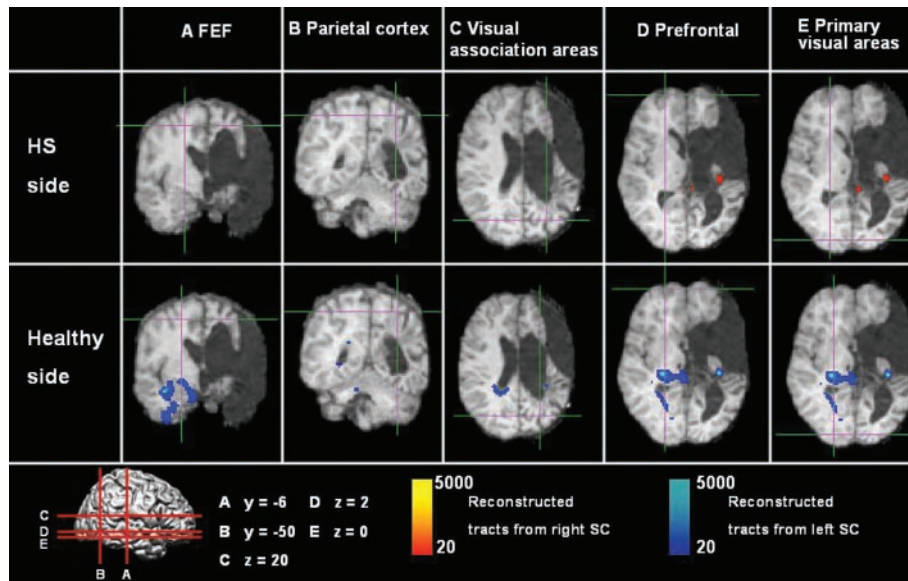 A FEF
B Parietal cortex
C Visual
association areas
D Prefrontal
E Primary
visual areas
HS
side
Healthy
side
C
D
E
B A
A y = -6 D z = 2
B y = -50 E z = 0
C z = 20
5000
Reconstructed
tracts from right SC
20
5000
Reconstructed
tracts from left SC
20